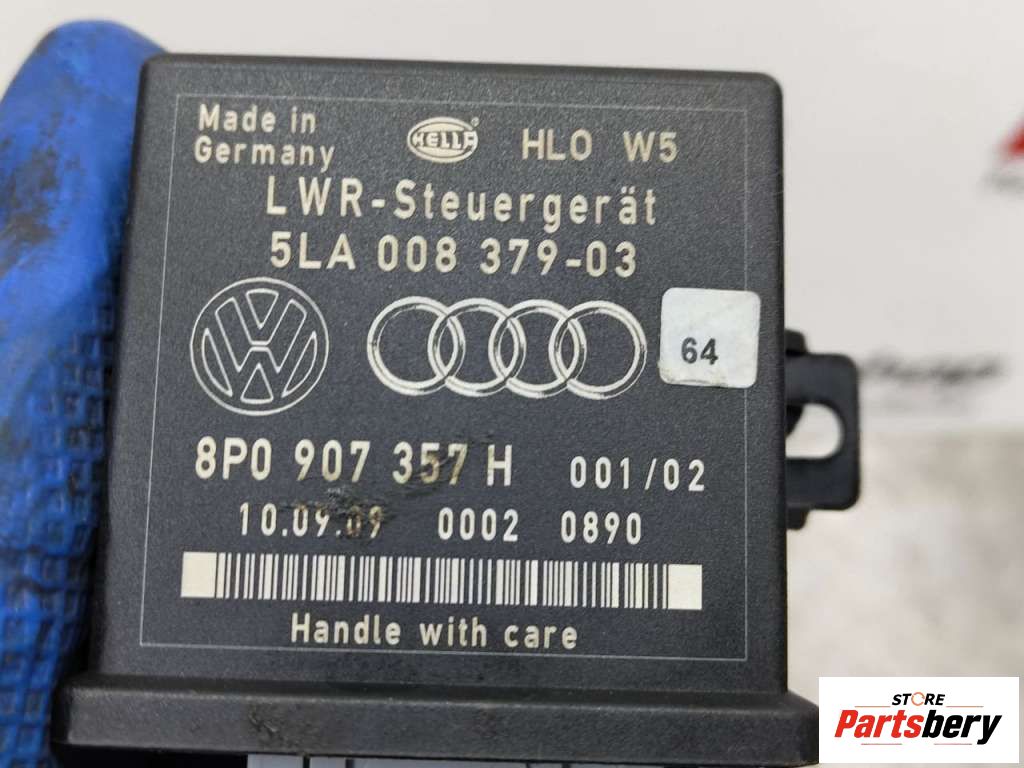 Made in
Germany
HELLA® HL0 W5
LWR-Steuergerät
5LA 008 379-03
64
8P0 907 357 H 001/02
10.09.09 0002 0890
Handle with care
STORE
Partsbery